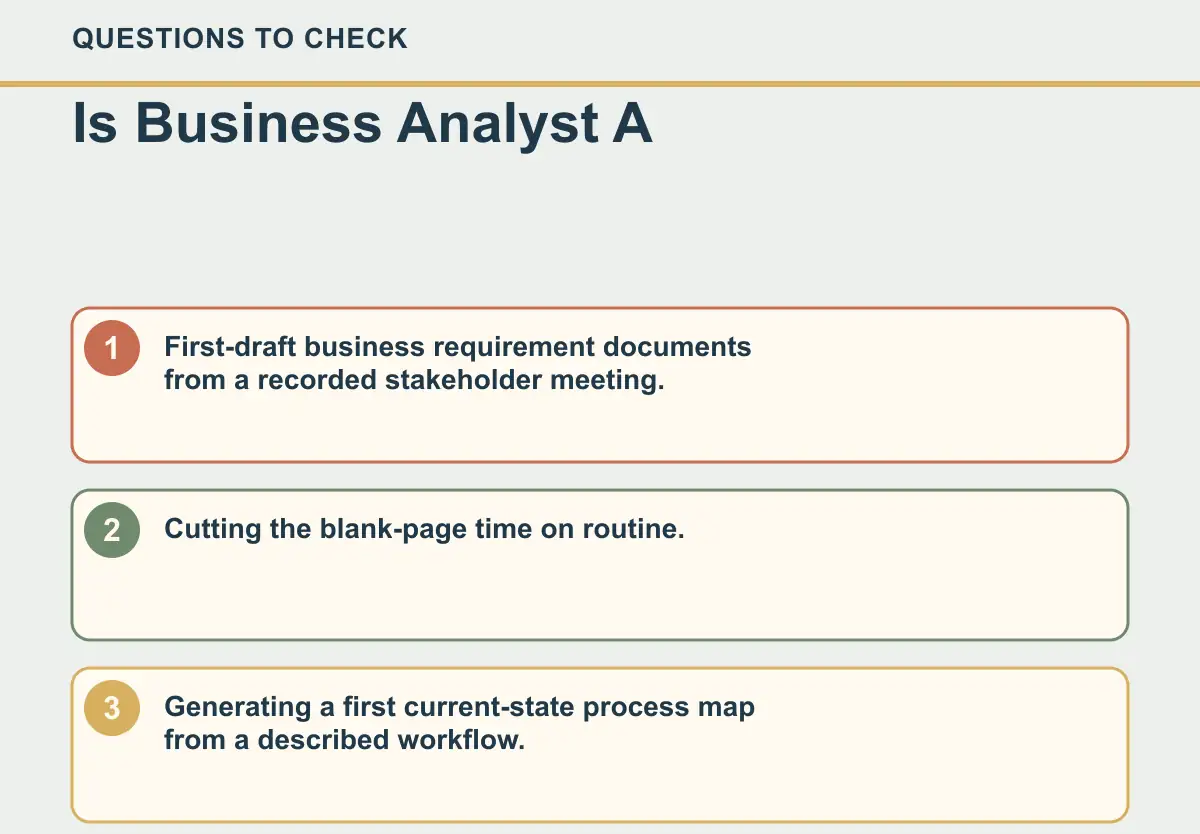 QUESTIONS TO CHECK
Is Business Analyst A
1
First-draft business requirement documents
from a recorded stakeholder meeting.
2
Cutting the blank-page time on routine.
3
Generating a first current-state process map
from a described workflow.